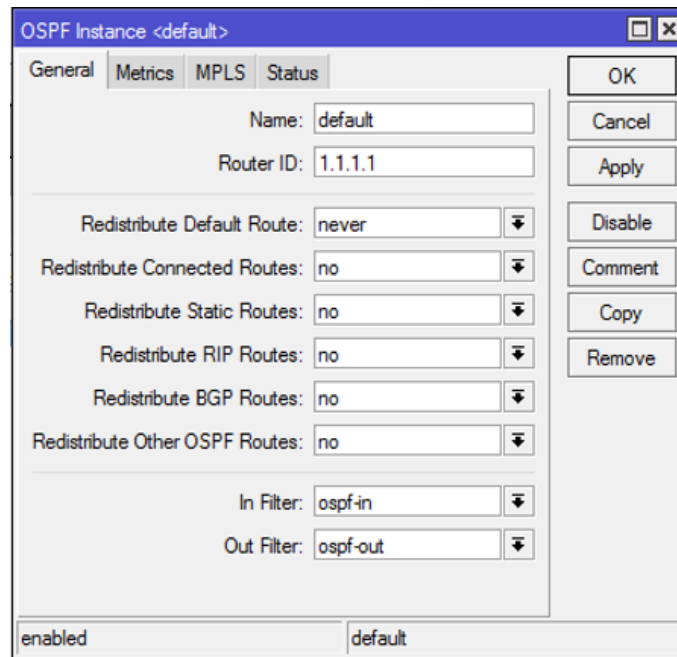 OSPF Instance <default>
General Metrics MPLS Status
Name: default
Router ID: 1.1.1.1
Redistribute Default Route: never
Redistribute Connected Routes: no
Redistribute Static Routes: no
Redistribute RIP Routes: no
Redistribute BGP Routes: no
Redistribute Other OSPF Routes: no
In Filter: ospf-in
Out Filter: ospf-out
OK
Cancel
Apply
Disable
Comment
Copy
Remove
enabled default